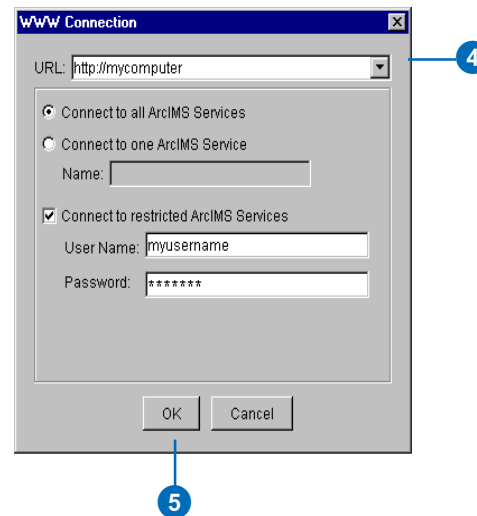 WWW Connection
URL: http://mycomputer
4
Connect to all ArcIMS Services
Connect to one ArcIMS Service
Name:
Connect to restricted ArcIMS Services
User Name: myusername
Password: *******
OK Cancel
5